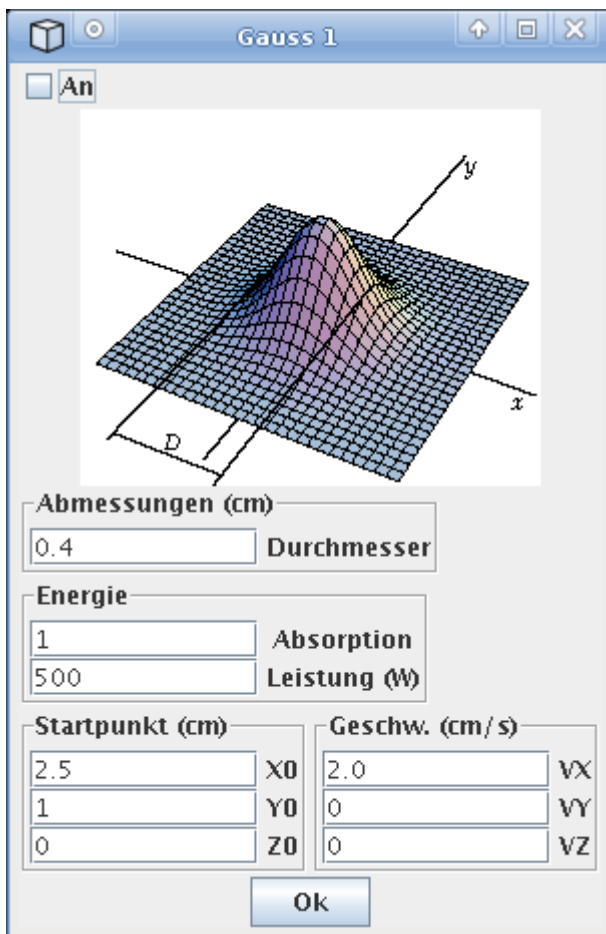 Gauss 1
An
y
x
D
Abmessungen (cm)
0.4 Durchmesser
Energie
1 Absorption
500 Leistung (W)
Startpunkt (cm)
2.5 X0
1 Y0
0 Z0
Geschw. (cm/s)
2.0 VX
0 VY
0 VZ
Ok